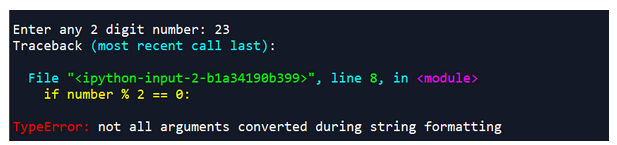 Enter any 2 digit number: 23
Traceback (most recent call last):
File "<ipython-input-2-b1a34190b399>", line 8, in <module>
if number % 2 == 0:
TypeError: not all arguments converted during string formatting